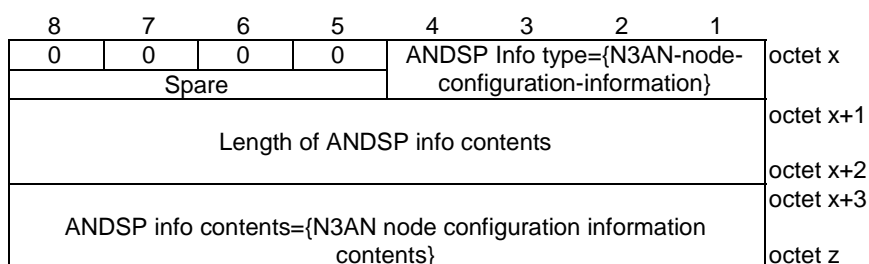 8 7 6 5 4 3 2 1
0 0 0 0 ANDSP Info type={N3AN-node- octet x
Spare configuration-information}
octet x+1
Length of ANDSP info contents
octet x+2
octet x+3
ANDSP info contents={N3AN node configuration information
contents} octet z